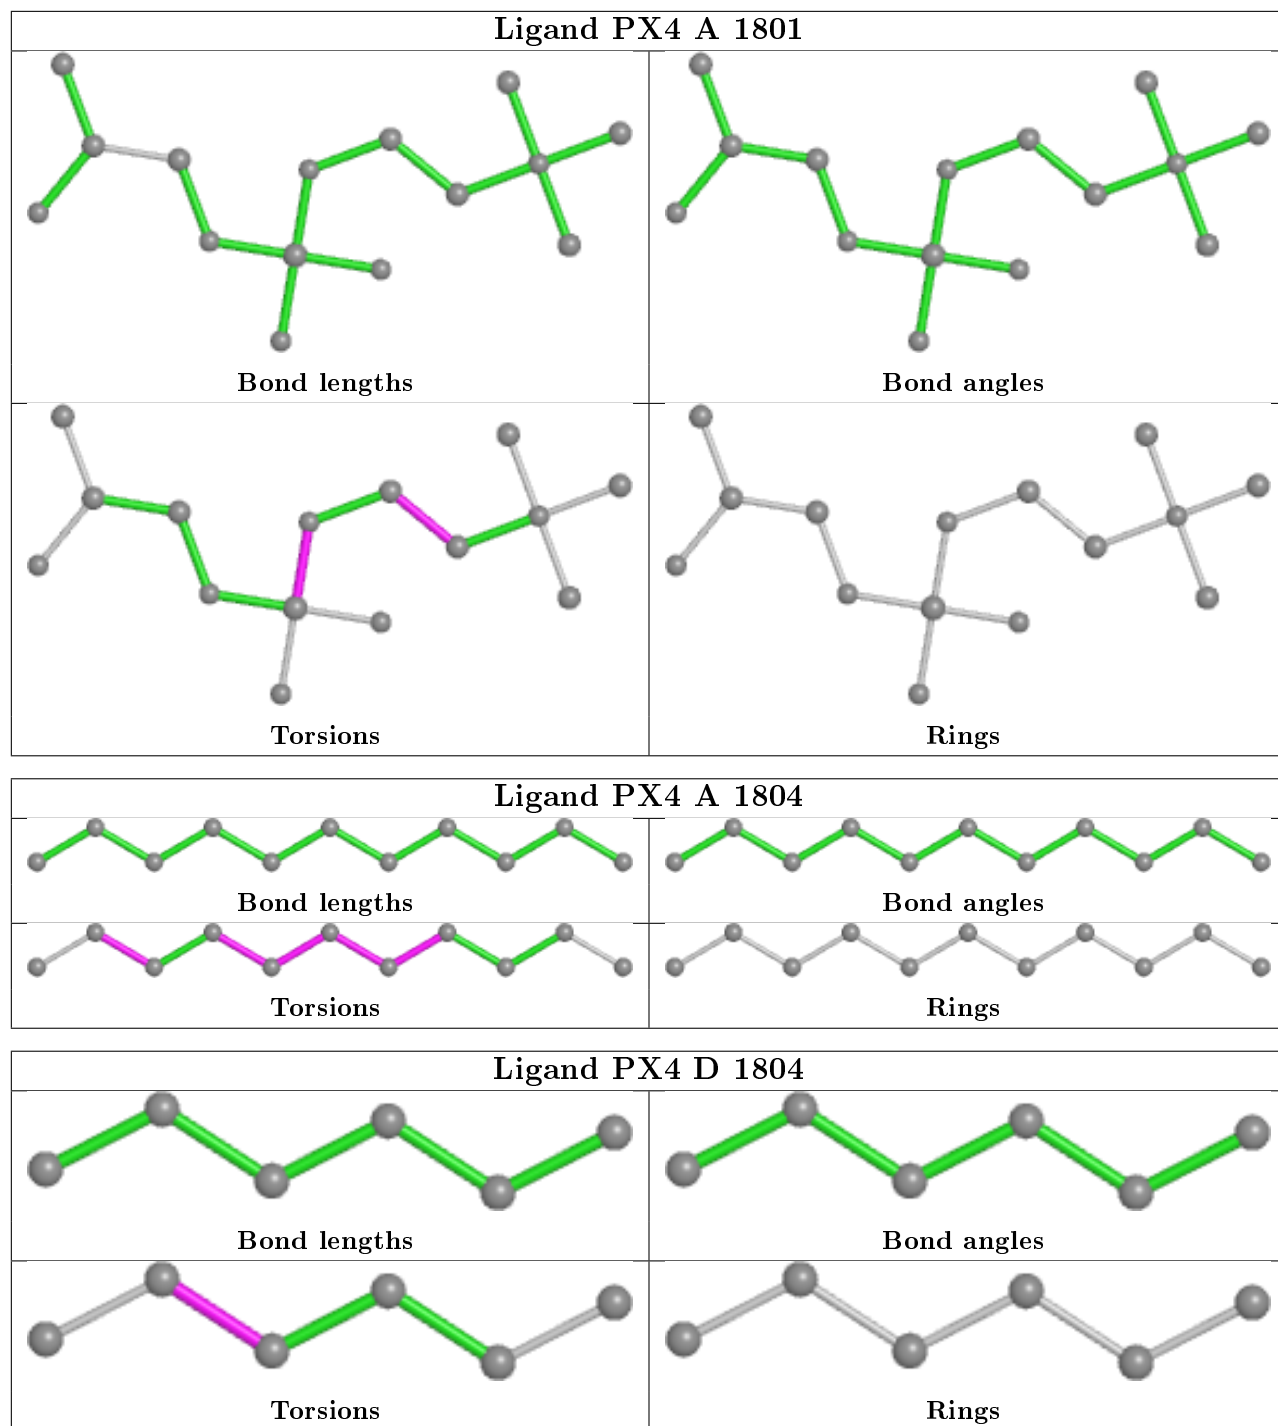 Ligand PX4 A 1801
Bond lengths
Bond angles
Torsions
Rings
Ligand PX4 A 1804
Bond lengths
Bond angles
Torsions
Rings
Ligand PX4 D 1804
Bond lengths
Bond angles
Torsions
Rings